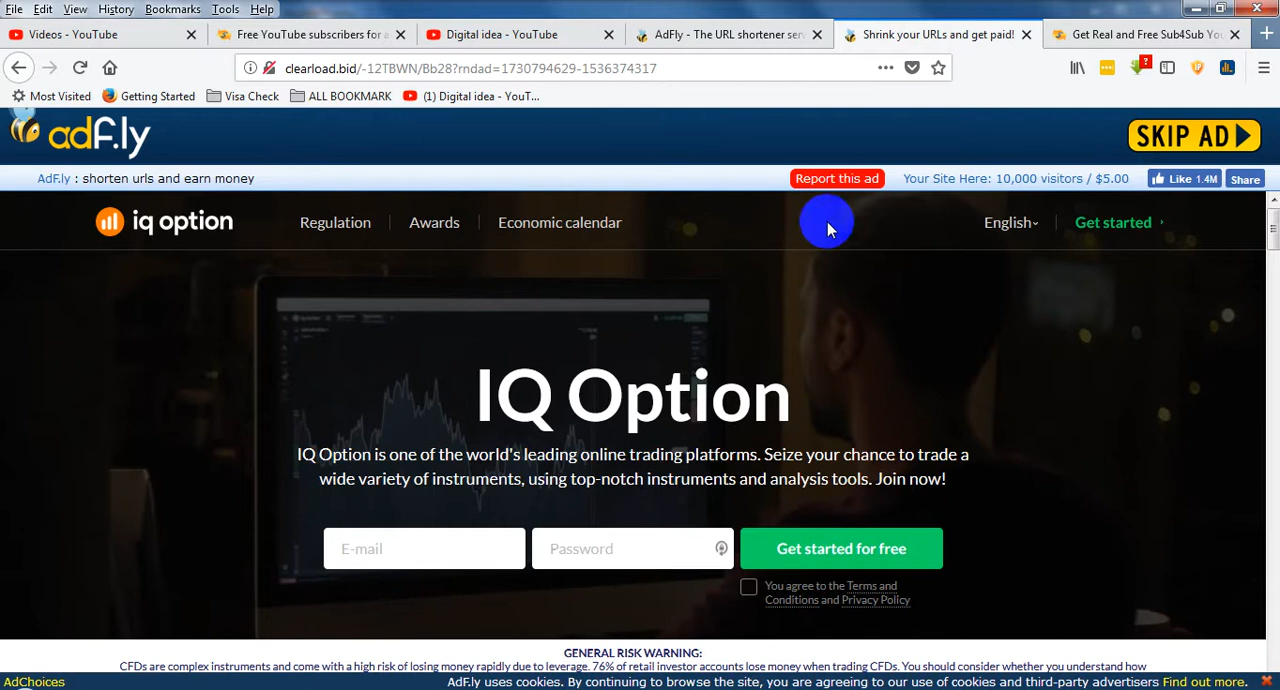 File Edit View History Bookmarks Tools Help
Videos - YouTube
Free YouTube subscribers for a
Digital idea - YouTube
AdFly - The URL shortener serv
Shrink your URLs and get paid!
Get Real and Free Sub4Sub You
clearload.bid/-12TBWN/Bb28?rndad=1730794629-1536374317
Most Visited Getting Started Visa Check ALL BOOKMARK (1) Digital idea - YouT...
adf.ly
SKIP AD
AdF.ly : shorten urls and earn money
Report this ad
Your Site Here: 10,000 visitors / $5.00
Like 1.4M
Share
iq option
Regulation
Awards
Economic calendar
English
Get started
IQ Option
IQ Option is one of the world's leading online trading platforms. Seize your chance to trade a
wide variety of instruments, using top-notch instruments and analysis tools. Join now!
E-mail
Password
Get started for free
You agree to the Terms and
Conditions and Privacy Policy
GENERAL RISK WARNING:
CFDs are complex instruments and come with a high risk of losing money rapidly due to leverage. 76% of retail investor accounts lose money when trading CFDs. You should consider whether you understand how
AdChoices
AdF.ly uses cookies. By continuing to browse the site, you are agreeing to our use of cookies and third-party advertisers Find out more.